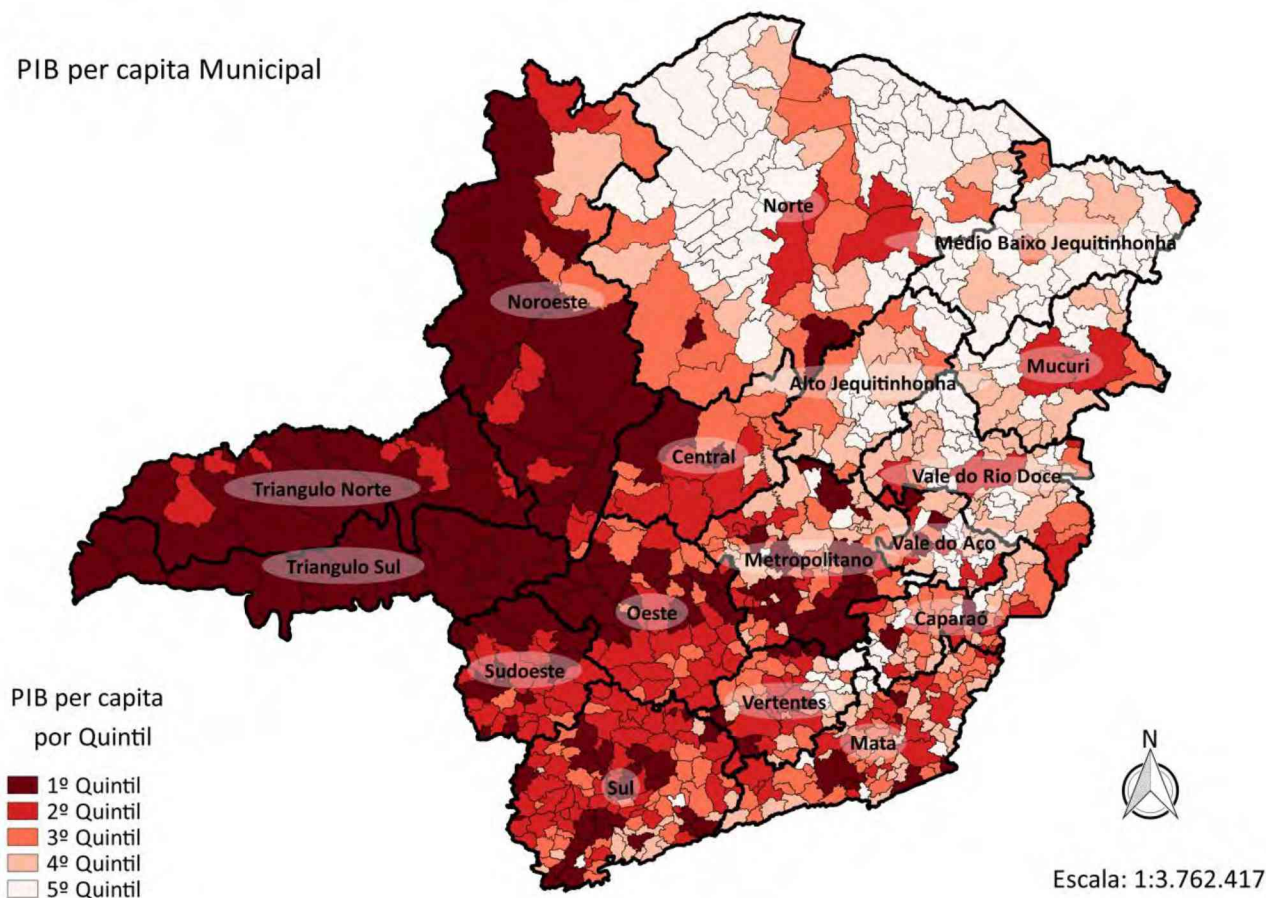 PIB per capita Municipal
Norte
Médio Baixo Jequitinhonha
Noroeste
Mucuri
Alto Jequitinhonha
Central
Vale do Rio Doce
Triangulo Norte
Vale do Aço
Metropolitano
Triangulo Sul
Oeste
Caparaó
Sudoeste
Vertentes
Mata
Sul
PIB per capita
por Quintil
1º Quintil
2º Quintil
3º Quintil
4º Quintil
5º Quintil
N
Escala: 1:3.762.417